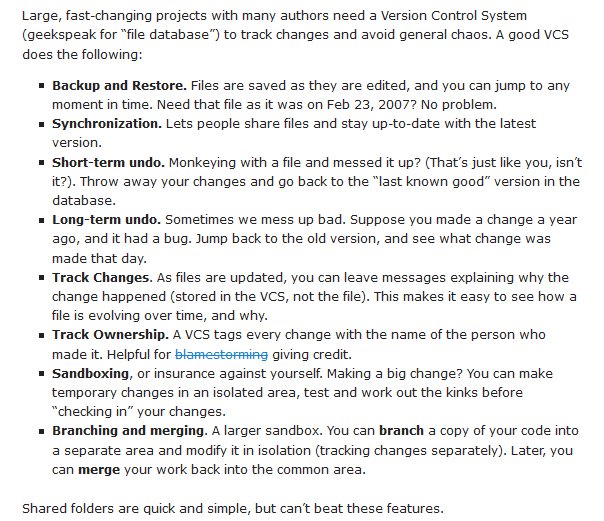 Large, fast-changing projects with many authors need a Version Control System
(geekspeak for “file database”) to track changes and avoid general chaos. A good VCS
does the following:
▪ Backup and Restore. Files are saved as they are edited, and you can jump to any
moment in time. Need that file as it was on Feb 23, 2007? No problem.
▪ Synchronization. Lets people share files and stay up-to-date with the latest
version.
▪ Short-term undo. Monkeying with a file and messed it up? (That’s just like you, isn’t
it?). Throw away your changes and go back to the “last known good” version in the
database.
▪ Long-term undo. Sometimes we mess up bad. Suppose you made a change a year
ago, and it had a bug. Jump back to the old version, and see what change was
made that day.
▪ Track Changes. As files are updated, you can leave messages explaining why the
change happened (stored in the VCS, not the file). This makes it easy to see how a
file is evolving over time, and why.
▪ Track Ownership. A VCS tags every change with the name of the person who
made it. Helpful for blamestorming giving credit.
▪ Sandboxing, or insurance against yourself. Making a big change? You can make
temporary changes in an isolated area, test and work out the kinks before
“checking in” your changes.
▪ Branching and merging. A larger sandbox. You can branch a copy of your code into
a separate area and modify it in isolation (tracking changes separately). Later, you
can merge your work back into the common area.
Shared folders are quick and simple, but can’t beat these features.